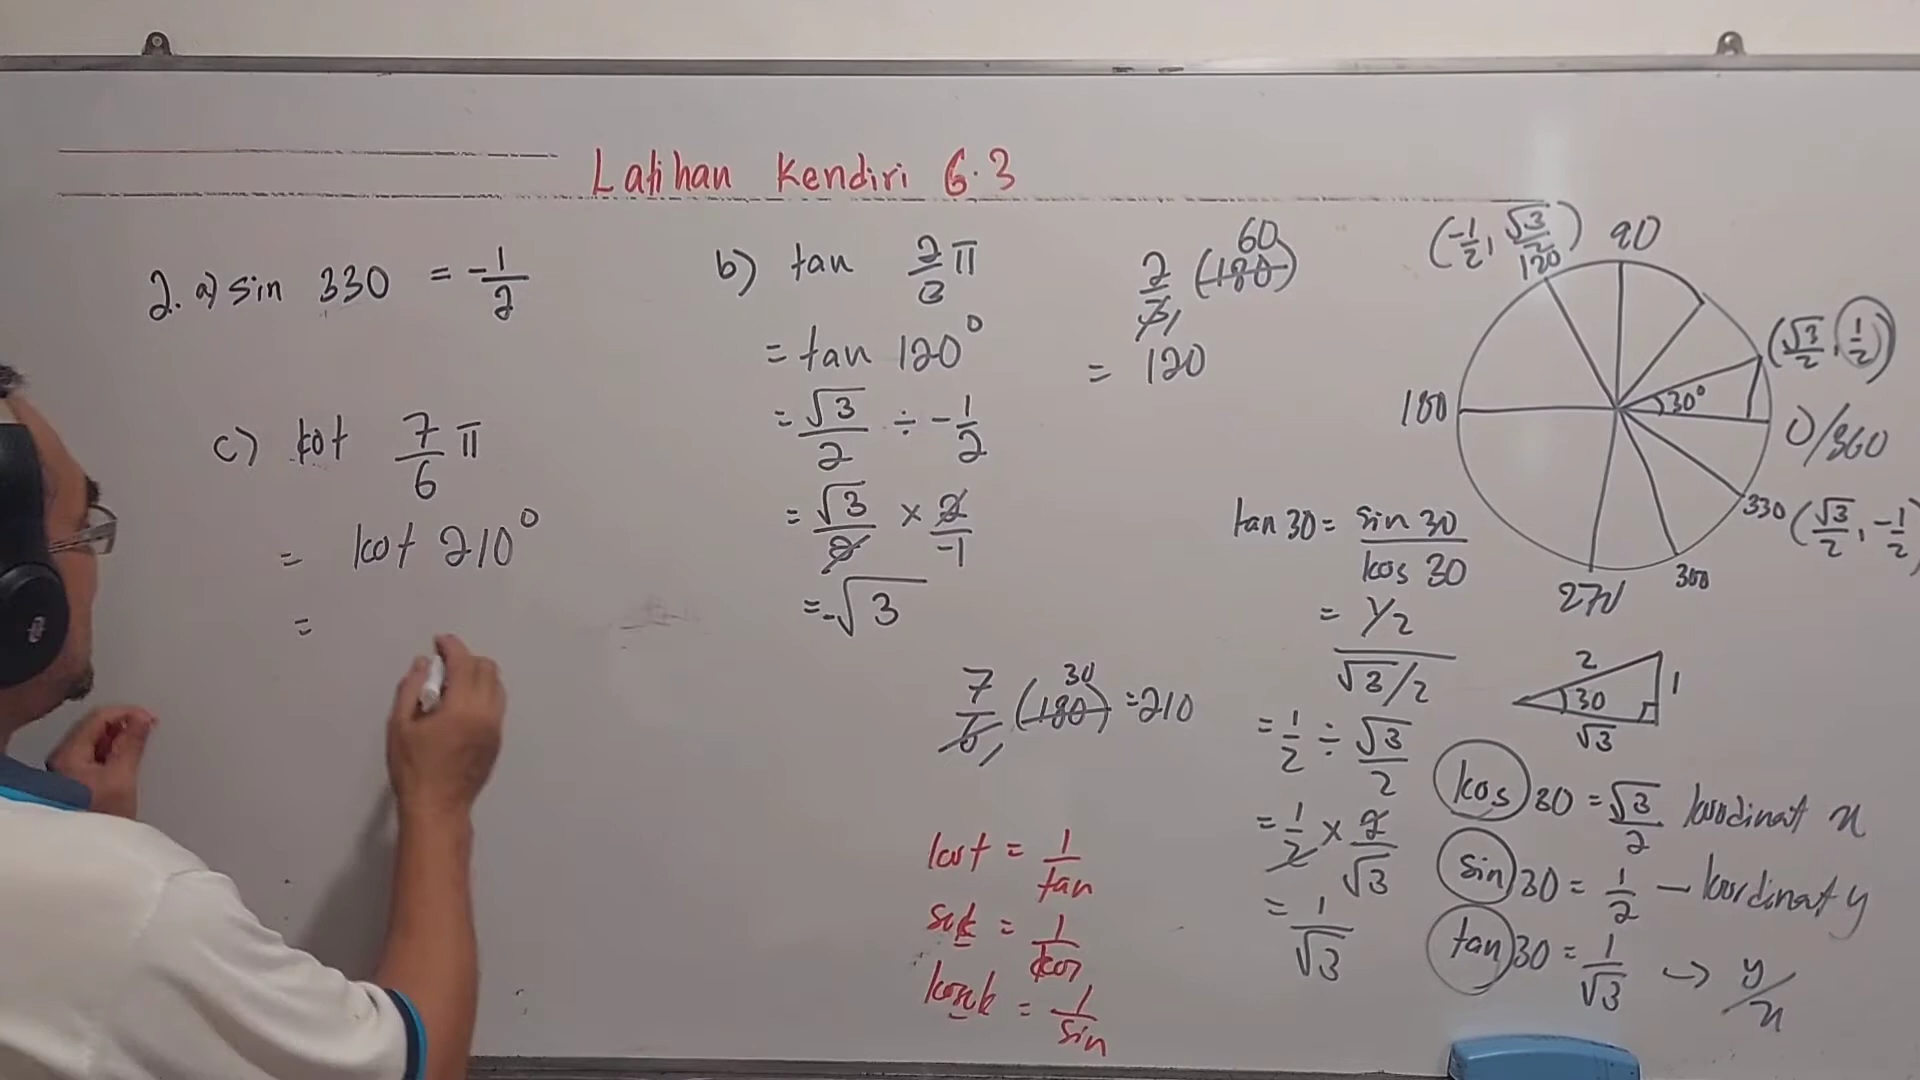 Latihan Kendiri 6.3
2. a) sin 330 = -1/2
c) kot 7/6 π
= kot 210°
=
b) tan 2/3 π
= tan 120°
= √3/2 ÷ -1/2
= √3/2 × 2/-1
= -√3
2/3 (180) 60
1
= 120
7/6 (180) = 210
30
1
kot = 1/tan
sek = 1/kos
kosek = 1/sin
(-1/2, √3/2)
90
120
(√3/2, 1/2)
180
30°
0/360
330 (√3/2, -1/2)
300
270
tan 30 = sin 30/kos 30
= 1/2
√3/2
= 1/2 ÷ √3/2
= 1/2 × 2/√3
= 1/√3
2
30
1
√3
kos 30 = √3/2 koordinat x
sin 30 = 1/2 – koordinat y
tan 30 = 1/√3 → y/x